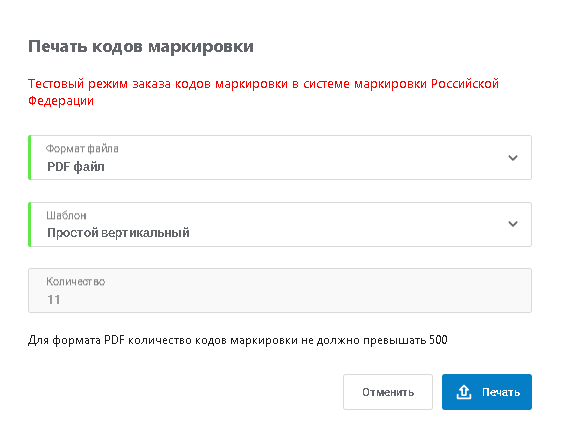 Печать кодов маркировки
Тестовый режим заказа кодов маркировки в системе маркировки Российской
Федерации
Формат файла
PDF файл
Шаблон
Простой вертикальный
Количество
11
Для формата PDF количество кодов маркировки не должно превышать 500
Отменить
Печать